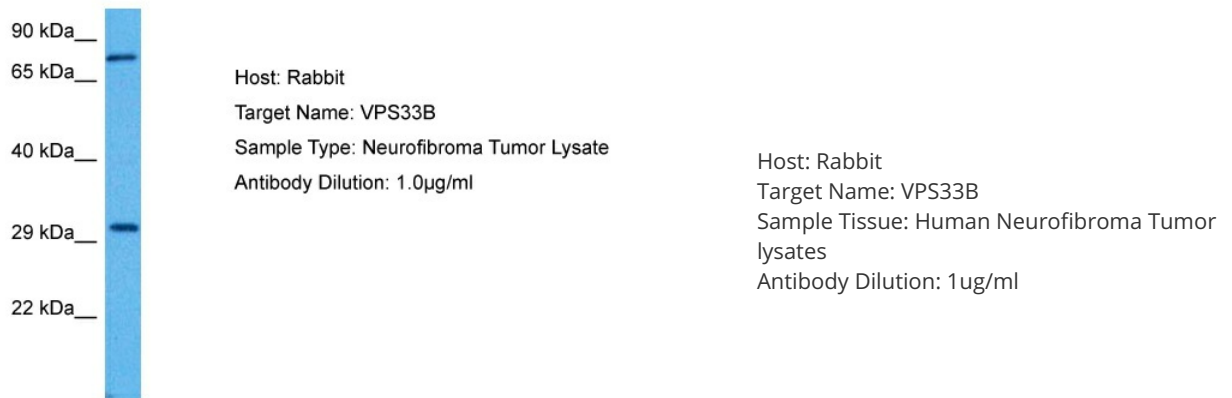 90 kDa__
65 kDa__
40 kDa__
29 kDa__
22 kDa__
Host: Rabbit
Target Name: VPS33B
Sample Type: Neurofibroma Tumor Lysate
Antibody Dilution: 1.0µg/ml
Host: Rabbit
Target Name: VPS33B
Sample Tissue: Human Neurofibroma Tumor
lysates
Antibody Dilution: 1ug/ml